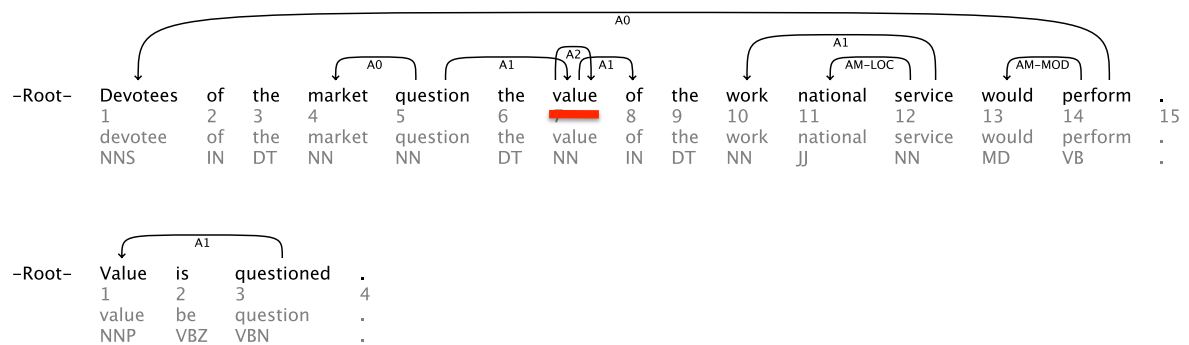 A0
A2
A1
A0
A1
A1
AM-LOC
AM-MOD
-Root- Devotees of the market question the value of the work national service would perform .
1 2 3 4 5 6 7 8 9 10 11 12 13 14 15
devotee of the market question the value of the work national service would perform .
NNS IN DT NN NN DT NN IN DT NN JJ NN MD VB .
A1
-Root- Value is questioned .
1 2 3 4
value be question .
NNP VBZ VBN .